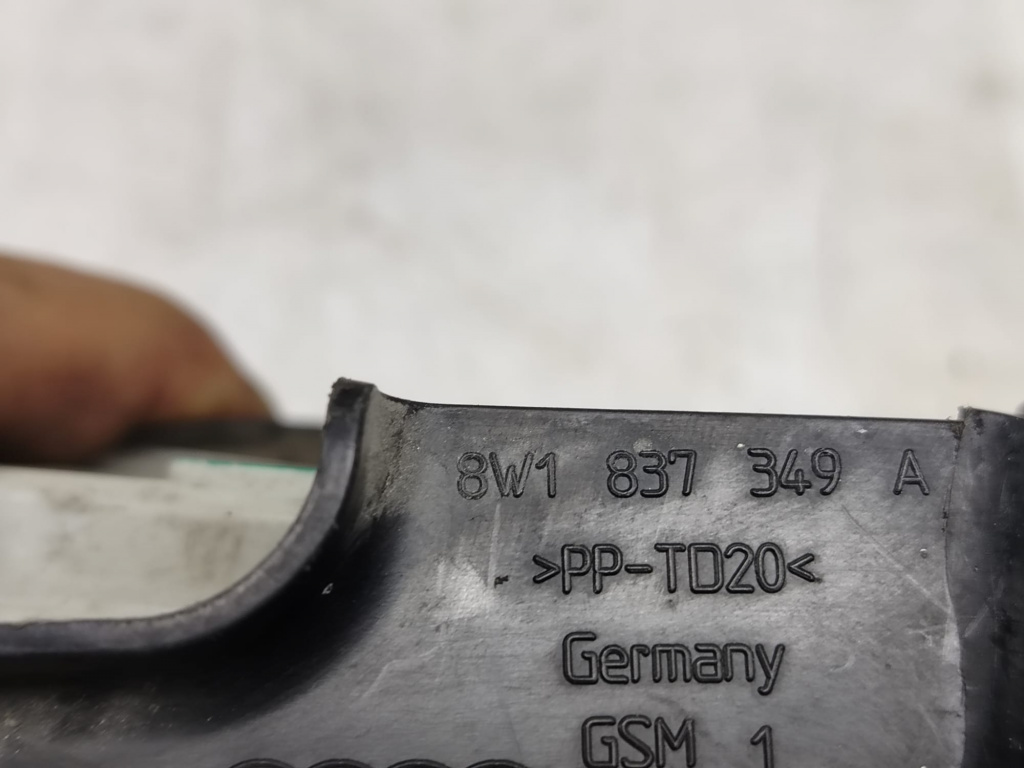 8W1 837 349 A
>PP-TD20<
Germany
GSM 1